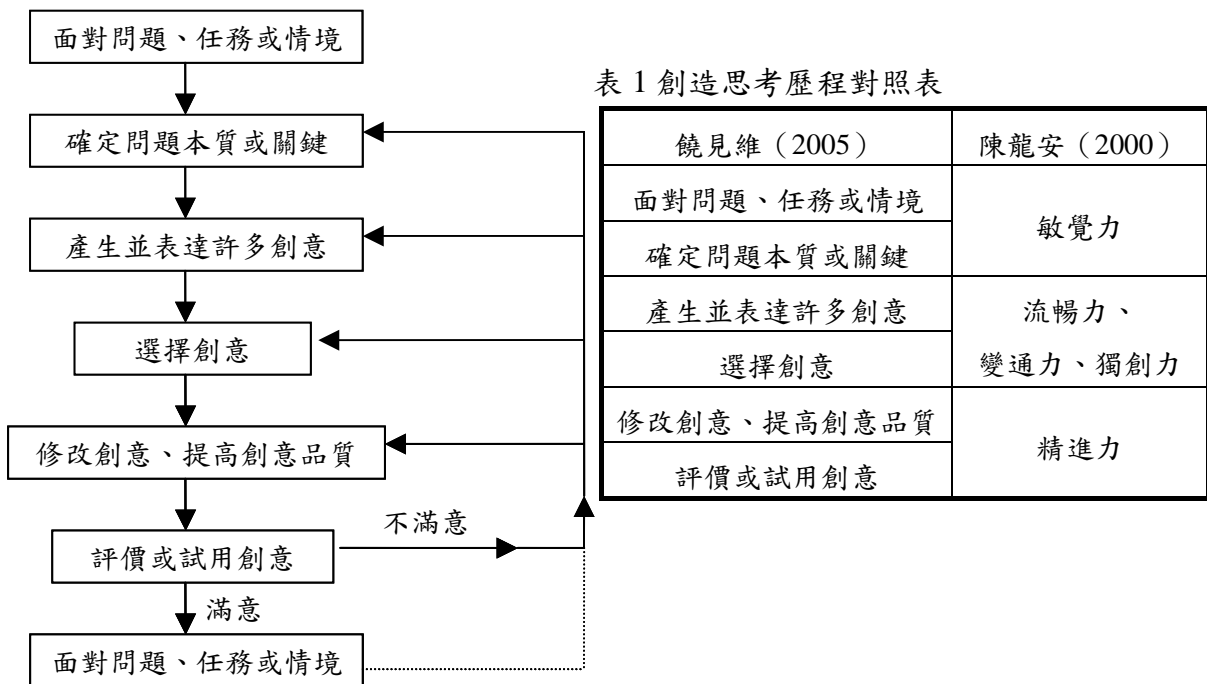 面對問題、任務或情境
確定問題本質或關鍵
產生並表達許多創意
選擇創意
修改創意、提高創意品質
評價或試用創意
不滿意
滿意
面對問題、任務或情境
表 1 創造思考歷程對照表
饒見維（2005）
陳龍安（2000）
面對問題、任務或情境
確定問題本質或關鍵
敏覺力
產生並表達許多創意
選擇創意
流暢力、
變通力、獨創力
修改創意、提高創意品質
評價或試用創意
精進力